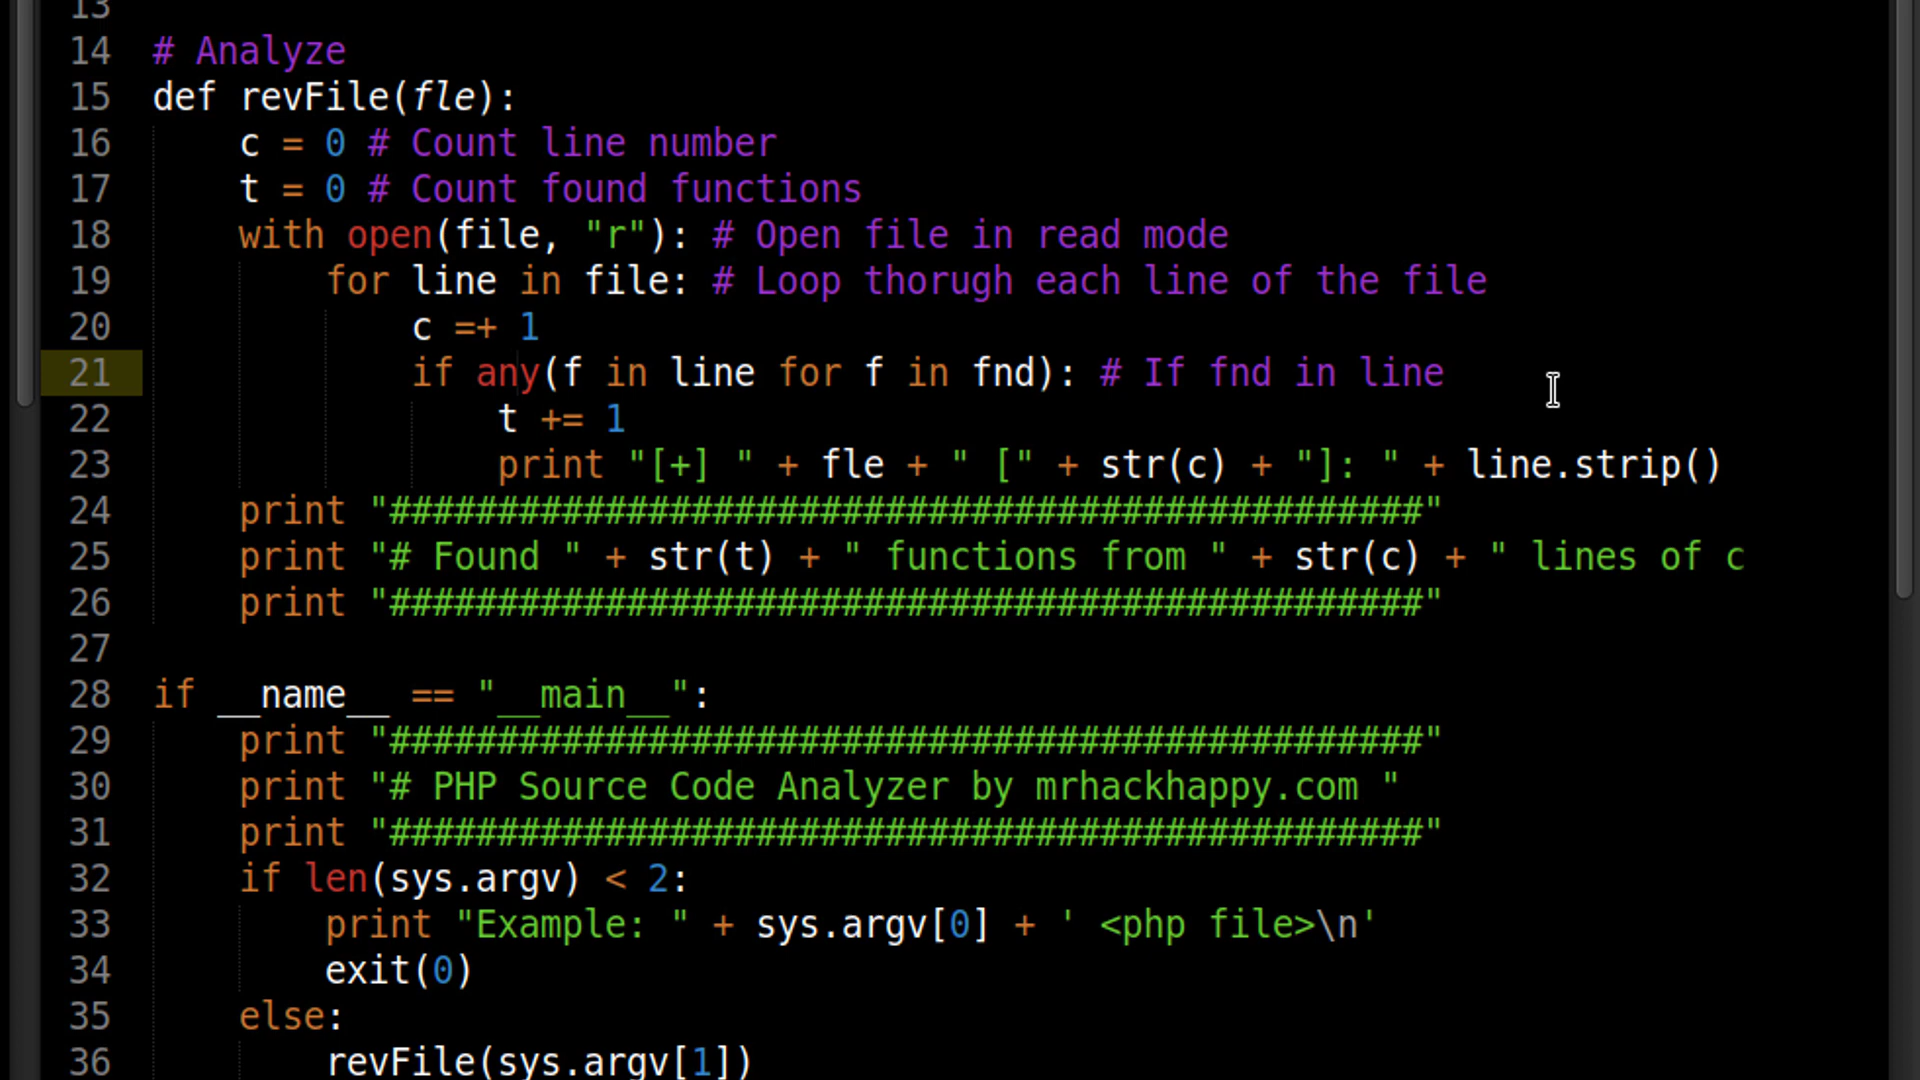 13
14 # Analyze
15 def revFile(fle):
16     c = 0 # Count line number
17     t = 0 # Count found functions
18     with open(file, "r"): # Open file in read mode
19         for line in file: # Loop thorugh each line of the file
20             c =+ 1
21             if any(f in line for f in fnd): # If fnd in line
22                 t += 1
23                 print "[+] " + fle + " [" + str(c) + "]: " + line.strip()
24     print "################################################"
25     print "# Found " + str(t) + " functions from " + str(c) + " lines of c
26     print "################################################"
27
28 if __name__ == "__main__":
29     print "################################################"
30     print "# PHP Source Code Analyzer by mrhackhappy.com "
31     print "################################################"
32     if len(sys.argv) < 2:
33         print "Example: " + sys.argv[0] + ' <php file>\n'
34         exit(0)
35     else:
36         revFile(sys.argv[1])